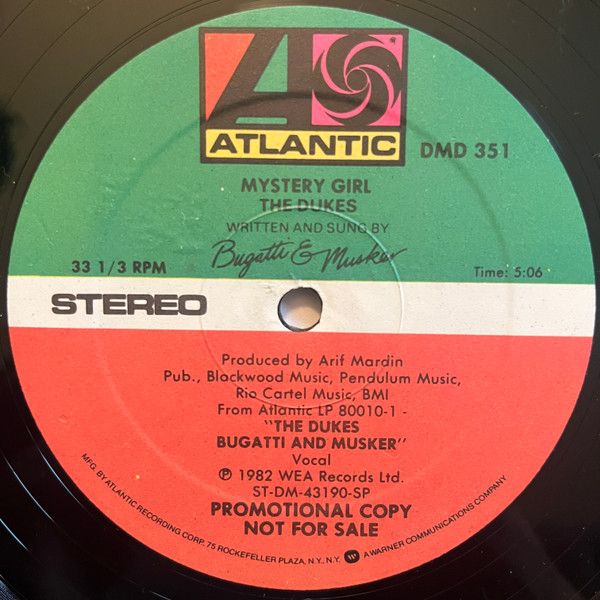 ATLANTIC
DMD 351
MYSTERY GIRL
THE DUKES
WRITTEN AND SUNG BY
Bugatti & Musker
33 1/3 RPM
Time: 5:06
STEREO
Produced by Arif Mardin
Pub., Blackwood Music, Pendulum Music,
Rio Cartel Music, BMI
From Atlantic LP 80010-1 -
"THE DUKES
BUGATTI AND MUSKER"
Vocal
℗ 1982 WEA Records Ltd.
ST-DM-43190-SP
PROMOTIONAL COPY
NOT FOR SALE
MFG. BY ATLANTIC RECORDING CORP. 75 ROCKEFELLER PLAZA, N.Y., N.Y. W A WARNER COMMUNICATIONS COMPANY